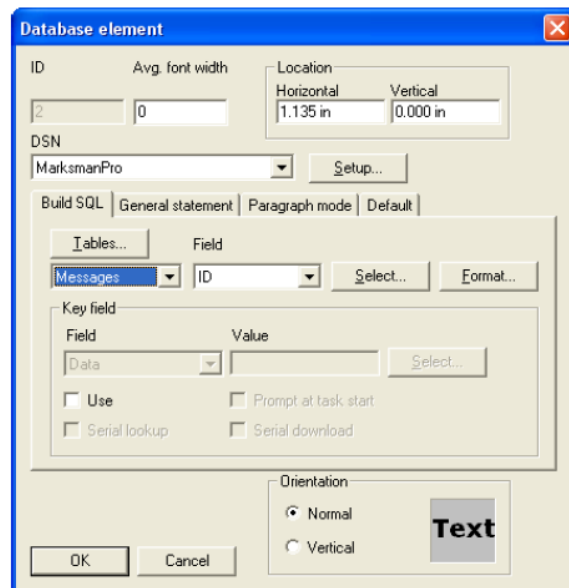 Database element
ID Avg. font width Location
Horizontal Vertical
2 0 1.135 in 0.000 in
DSN
MarksmanPro Setup...
Build SQL General statement Paragraph mode Default
Tables... Field
Messages ID Select... Format...
Key field
Field Value
Data Select...
Use Prompt at task start
Serial lookup Serial download
Orientation
Normal
Vertical
Text
OK Cancel